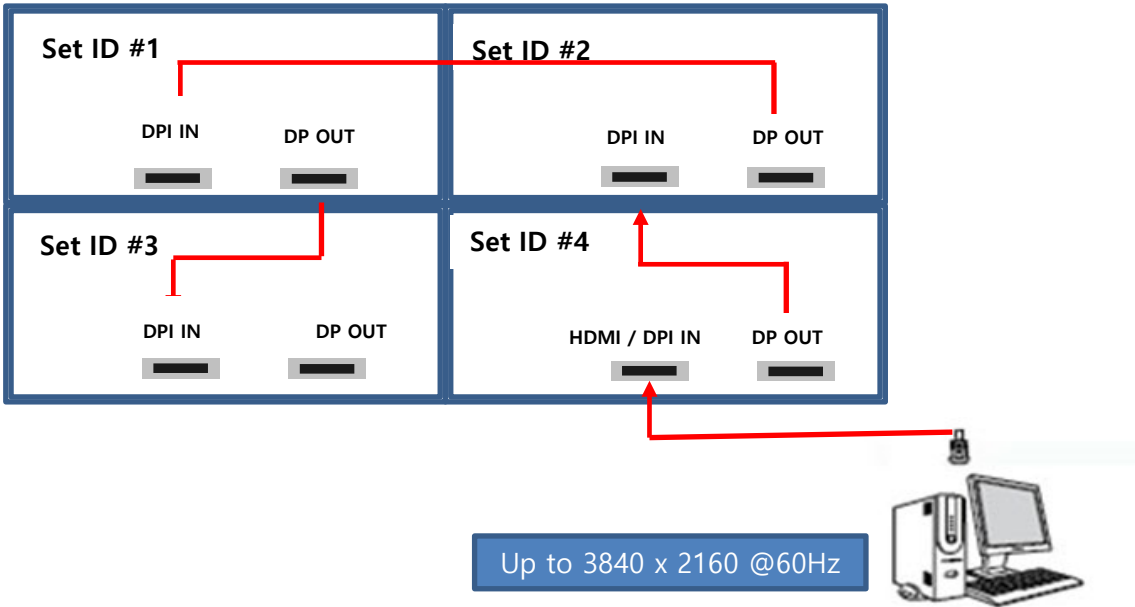 Set ID #1
DPI IN
DP OUT
Set ID #2
DPI IN
DP OUT
Set ID #3
DPI IN
DP OUT
Set ID #4
HDMI / DPI IN
DP OUT
Up to 3840 x 2160 @60Hz